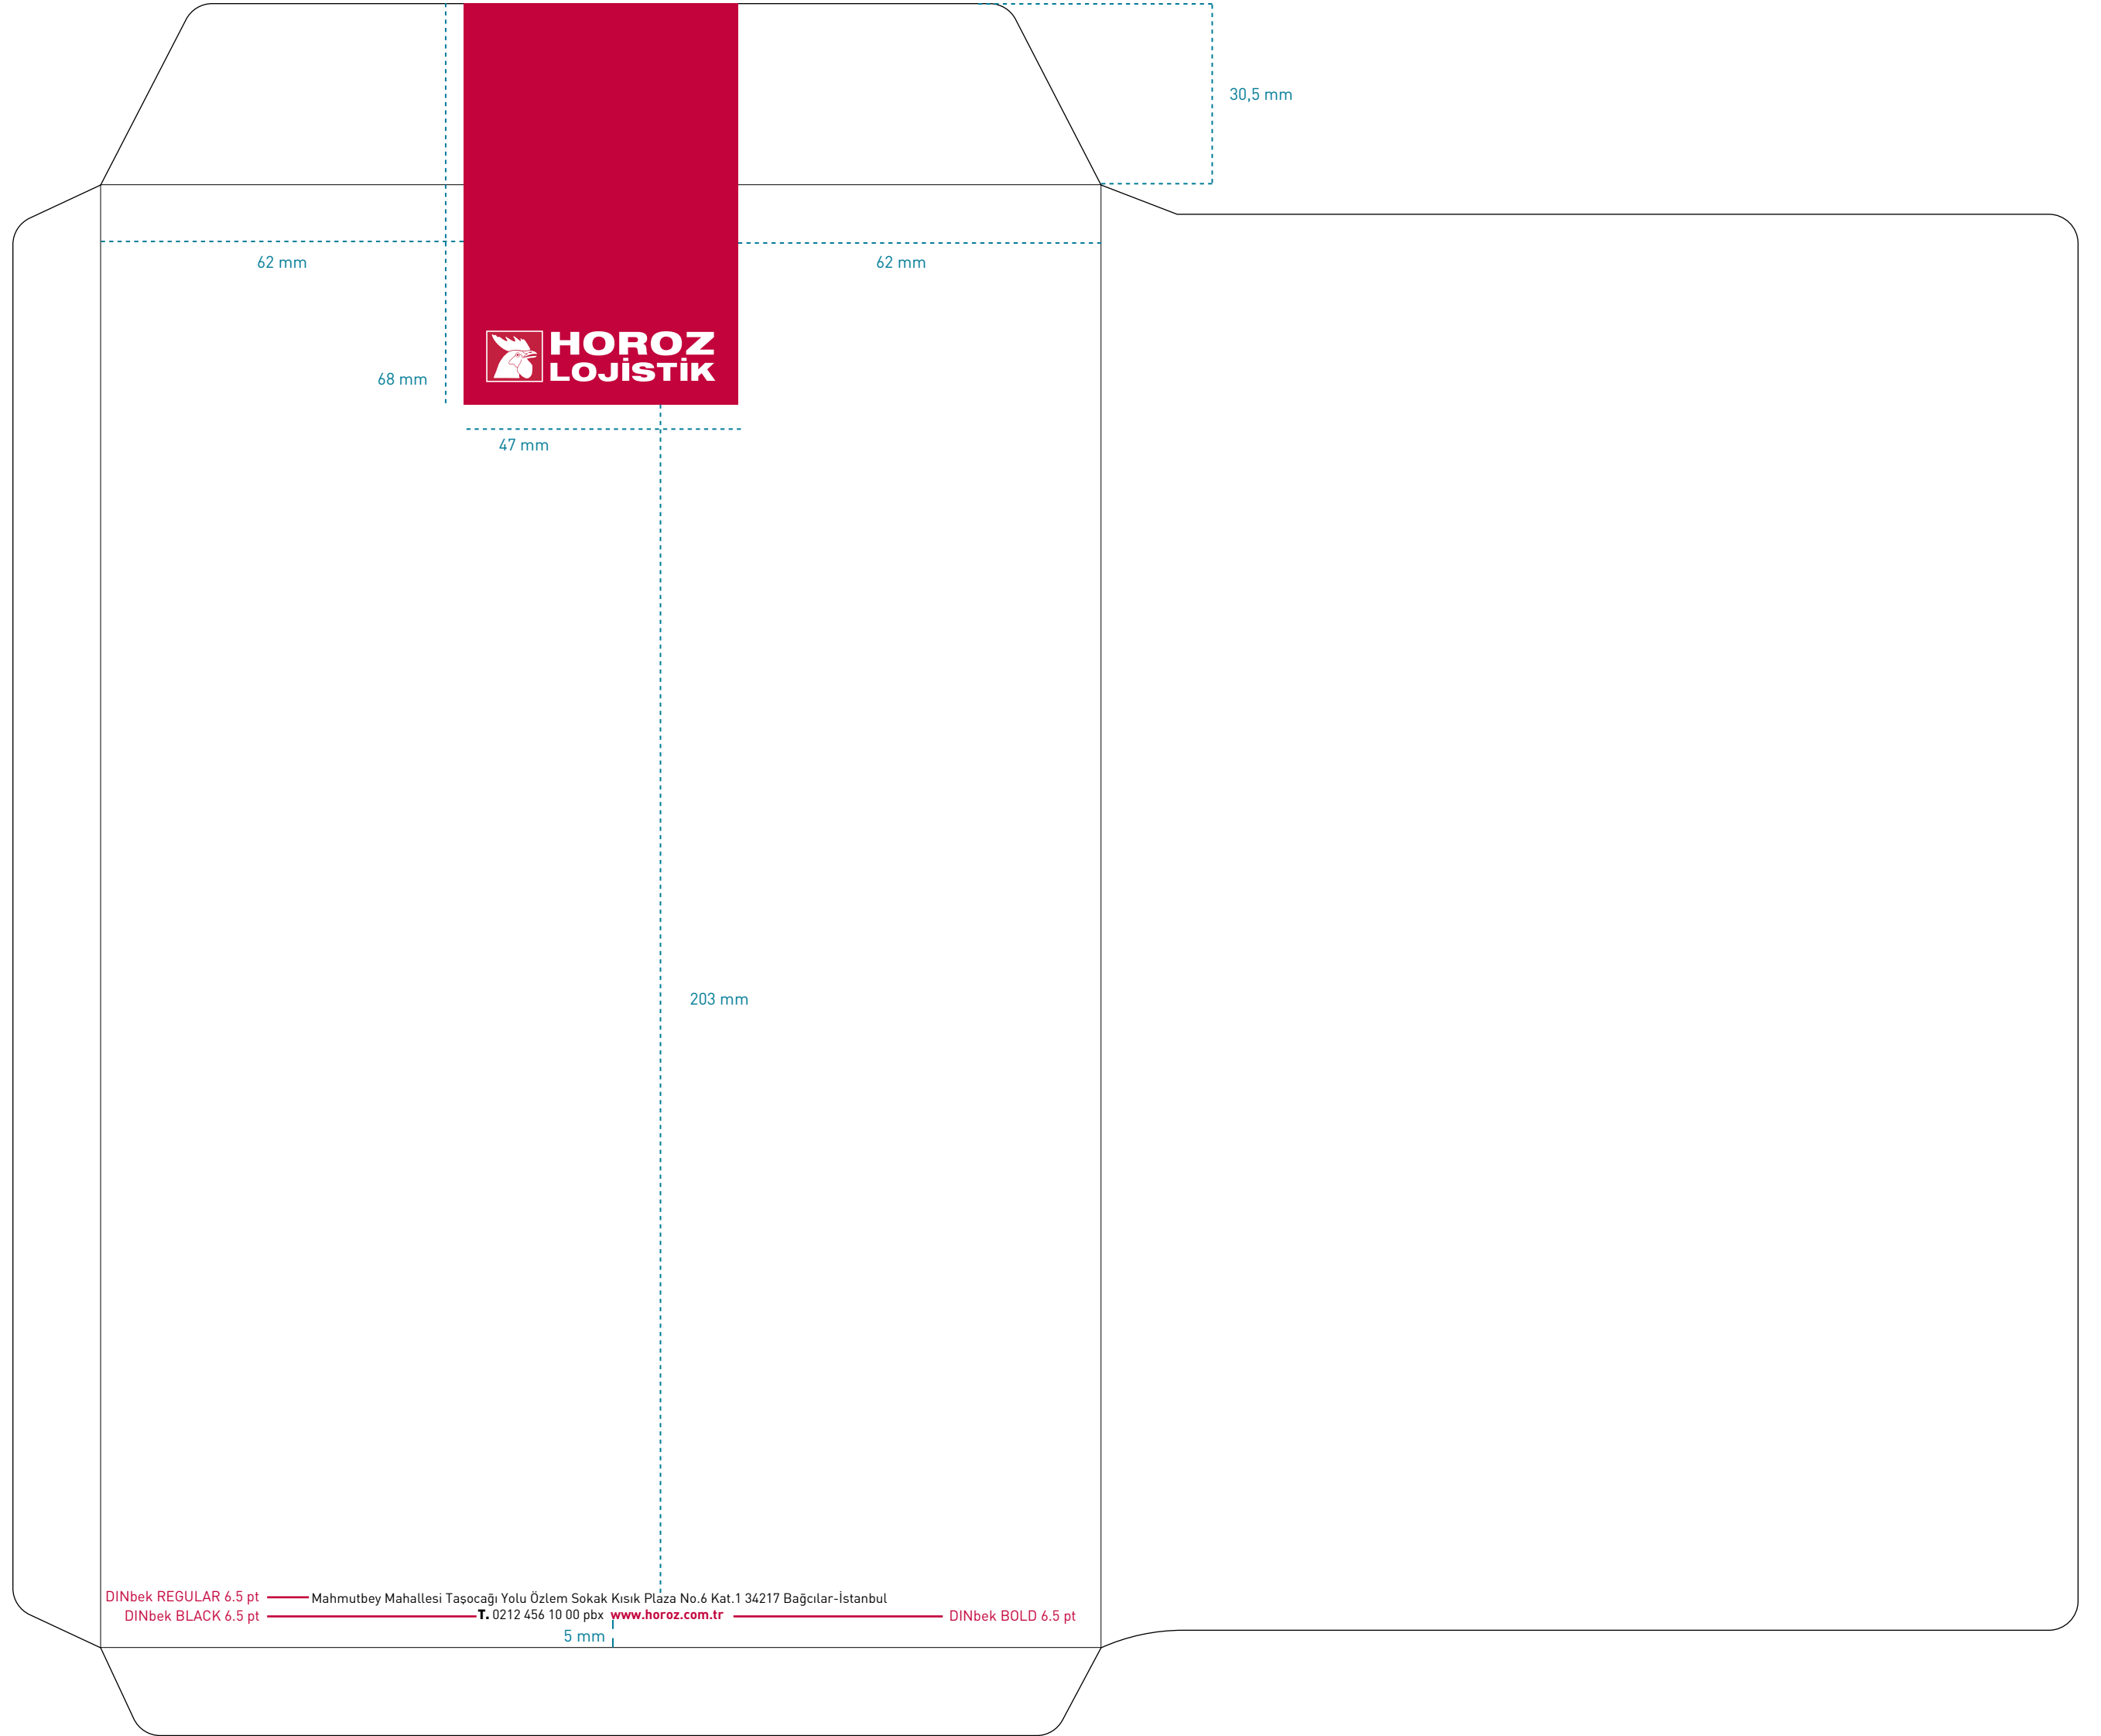 30,5 mm
62 mm
62 mm
HOROZ
LOJİSTİK
68 mm
47 mm
203 mm
DINbek REGULAR 6.5 pt
Mahmutbey Mahallesi Taşocağı Yolu Özlem Sokak Kısık Plaza No.6 Kat.1 34217 Bağcılar-İstanbul
DINbek BLACK 6.5 pt
T. 0212 456 10 00 pbx www.horoz.com.tr
DINbek BOLD 6.5 pt
5 mm